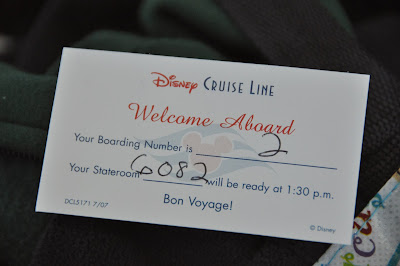 Disney Cruise Line
Welcome Aboard
Your Boarding Number is 2
Your Stateroom 6082 will be ready at 1:30 p.m.
Bon Voyage!
DCL5171 7/07
© Disney